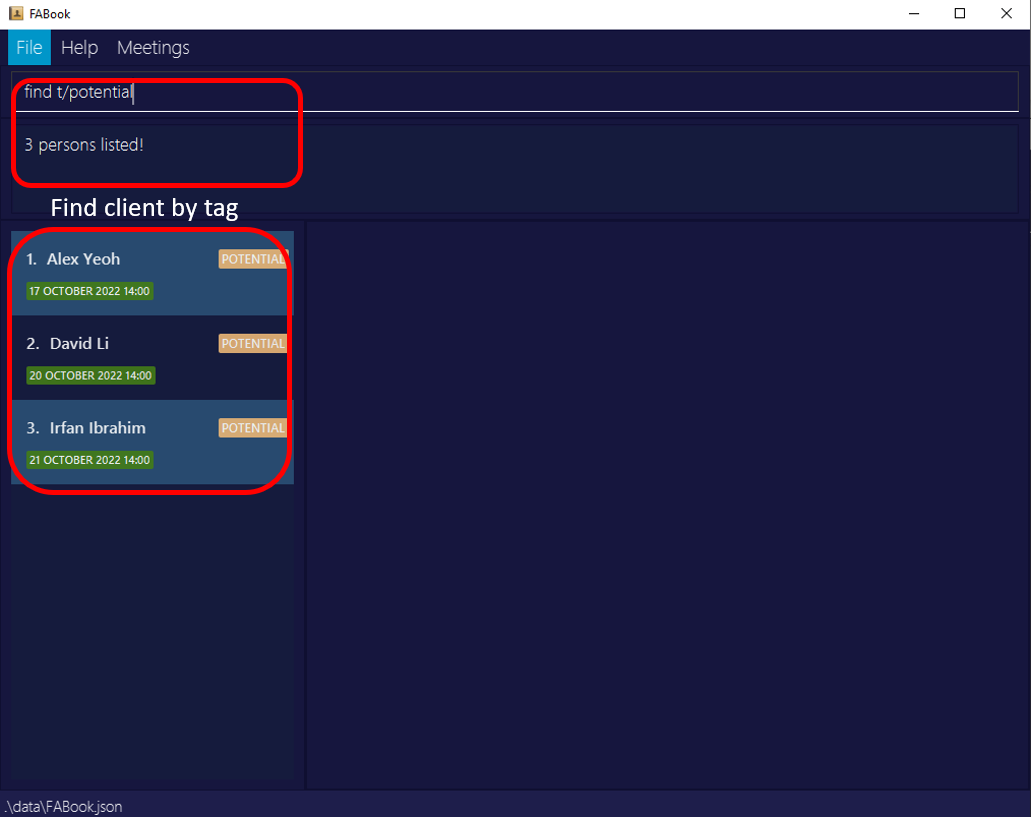 FABook
File Help Meetings
find t/potential
3 persons listed!
Find client by tag
1. Alex Yeoh POTENTIAL
17 OCTOBER 2022 14:00
2. David Li POTENTIAL
20 OCTOBER 2022 14:00
3. Irfan Ibrahim POTENTIAL
21 OCTOBER 2022 14:00
.\data\FABook.json